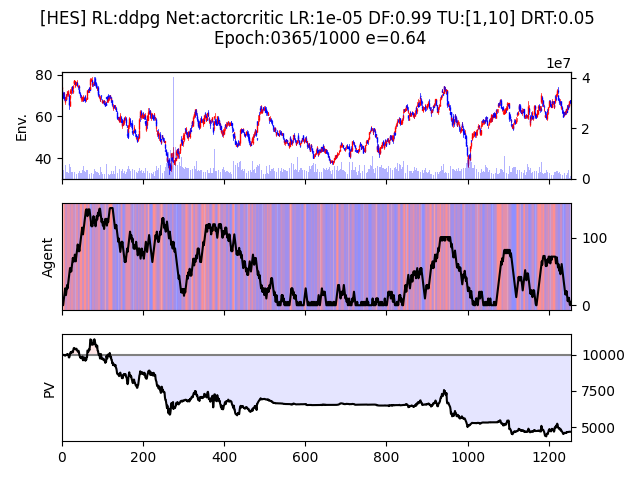 [HES] RL:ddpg Net:actorcritic LR:1e-05 DF:0.99 TU:[1,10] DRT:0.05
Epoch:0365/1000 e=0.64
1e7
80
60
40
Env.
4
2
0
Agent
100
0
PV
10000
7500
5000
0 200 400 600 800 1000 1200